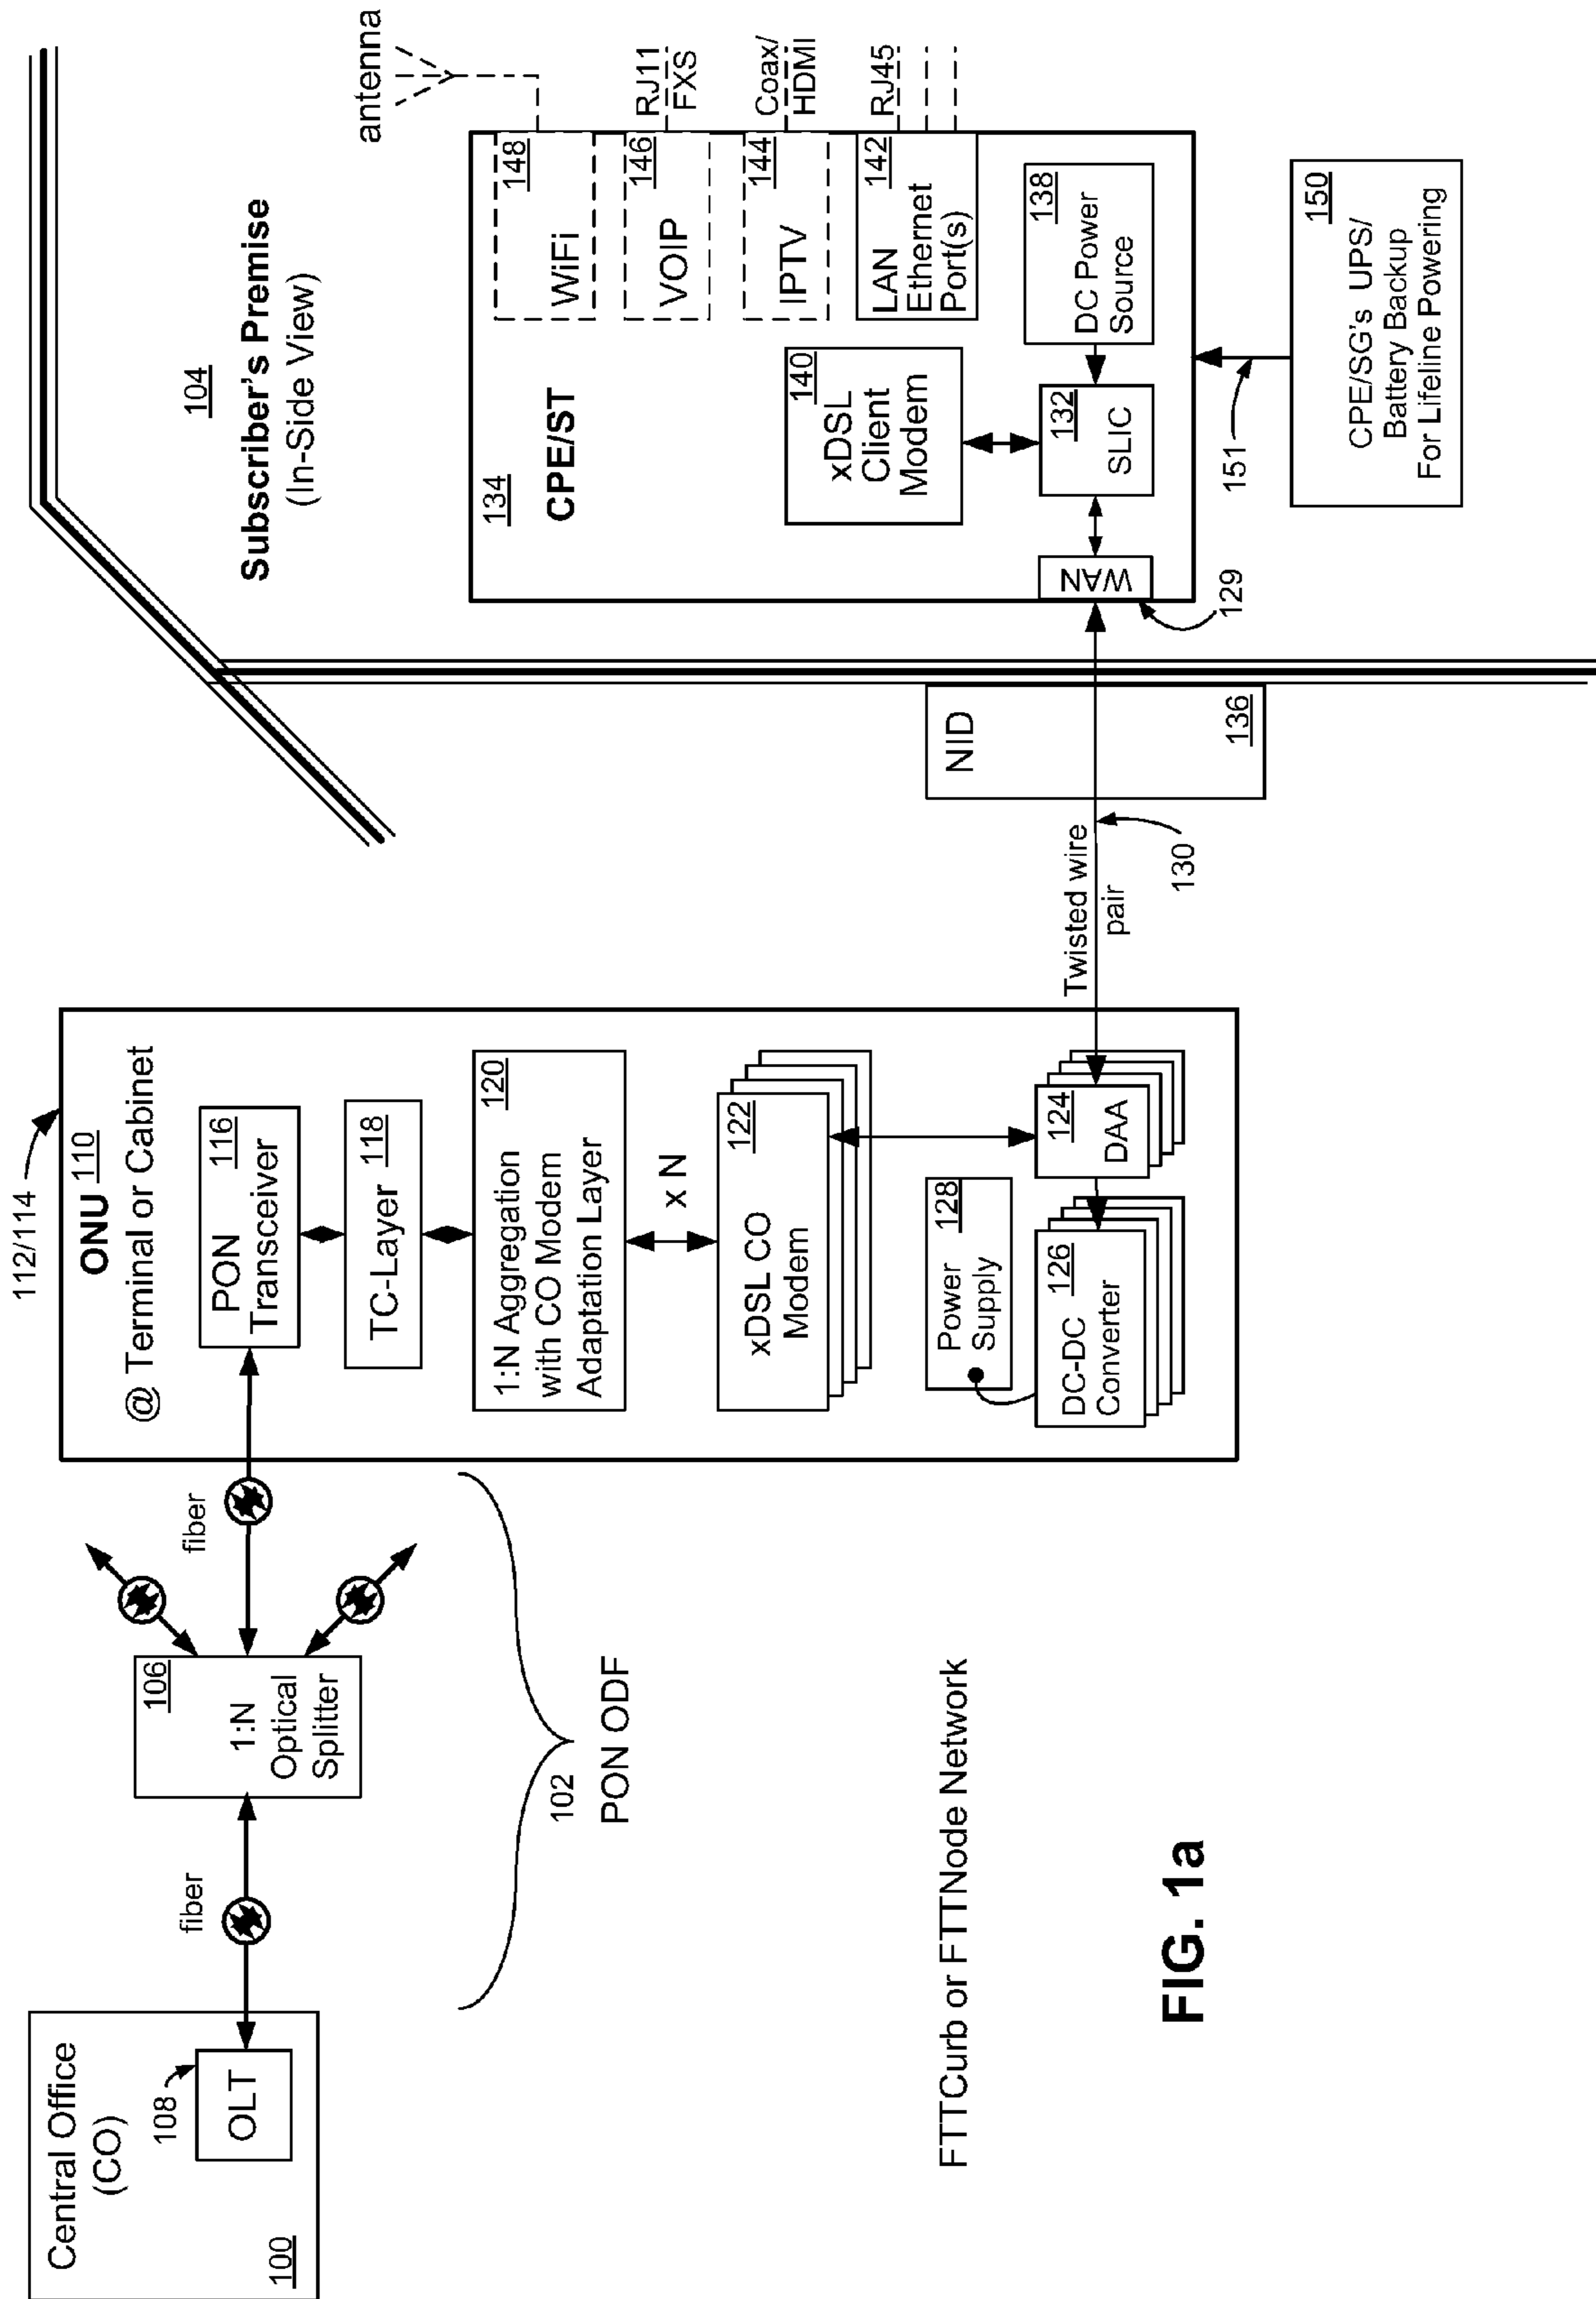 Central Office
(CO)
108
OLT
100
fiber
106
1:N
Optical
Splitter
fiber
102
PON ODF
112/114
ONU 110
@ Terminal or Cabinet
PON 116
Transceiver
TC-Layer 118
1:N Aggregation 120
with CO Modem
Adaptation Layer
x N
xDSL CO 122
Modem
Power 128
Supply
124
DAA
DC-DC 126
Converter
Twisted wire
pair
130
NID
136
104
Subscriber's Premise
(In-Side View)
134
CPE/ST
antenna
148
WiFi
146
VOIP
RJ11
FXS
144
IPTV
Coax/
HDMI
142
LAN
Ethernet
Port(s)
RJ45
140
xDSL
Client
Modem
138
DC Power
Source
132
SLIC
WAN
129
151
150
CPE/SG's UPS/
Battery Backup
For Lifeline Powering
FTTCurb or FTTNode Network
FIG. 1a